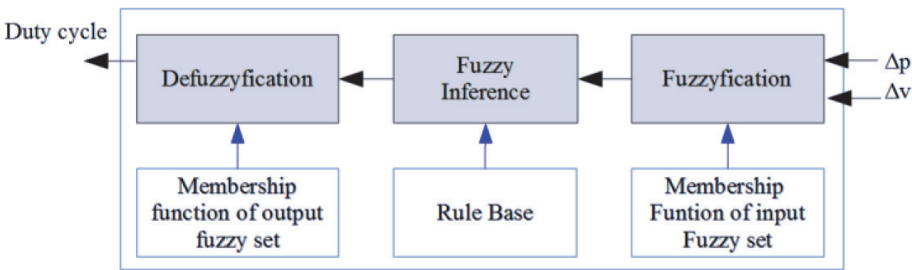 Duty cycle
Defuzzyfication
Fuzzy
Inference
Fuzzyfication
Δp
Δv
Membership
function of output
fuzzy set
Rule Base
Membership
Funtion of input
Fuzzy set